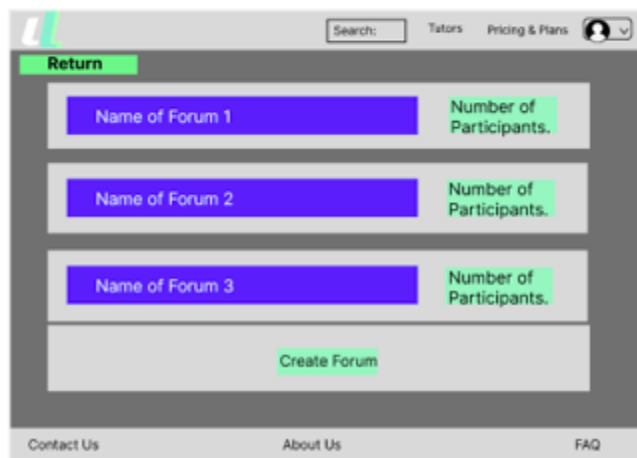 Search: Tutors Pricing & Plans
Return
Name of Forum 1
Number of
Participants.
Name of Forum 2
Number of
Participants.
Name of Forum 3
Number of
Participants.
Create Forum
Contact Us About Us FAQ